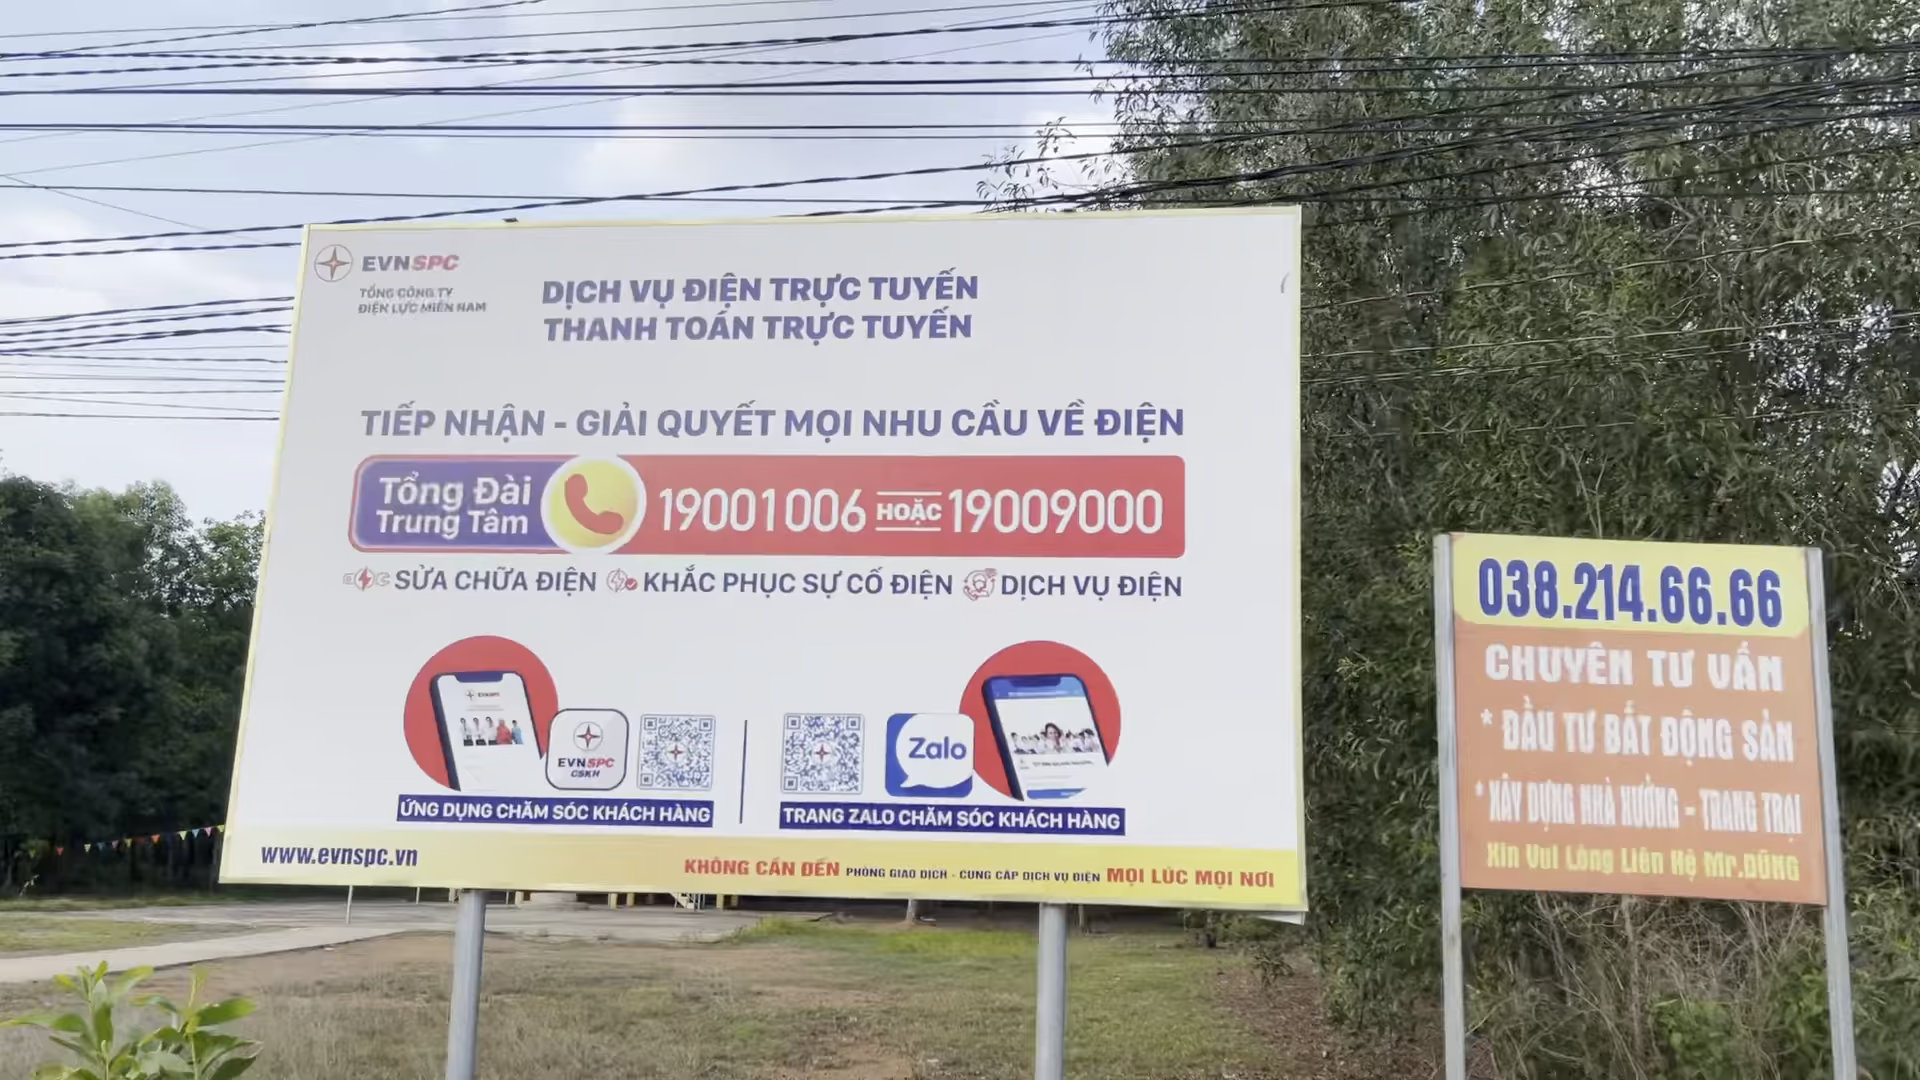 EVNSPC
TỔNG CÔNG TY
ĐIỆN LỰC MIỀN NAM
DỊCH VỤ ĐIỆN TRỰC TUYẾN
THANH TOÁN TRỰC TUYẾN
TIẾP NHẬN - GIẢI QUYẾT MỌI NHU CẦU VỀ ĐIỆN
Tổng Đài
Trung Tâm
19001006 HOẶC 19009000
SỬA CHỮA ĐIỆN KHẮC PHỤC SỰ CỐ ĐIỆN DỊCH VỤ ĐIỆN
EVNSPC
EVNSPC
CSKH
Zalo
ỨNG DỤNG CHĂM SÓC KHÁCH HÀNG
TRANG ZALO CHĂM SÓC KHÁCH HÀNG
www.evnspc.vn
KHÔNG CẦN ĐẾN PHÒNG GIAO DỊCH - CUNG CẤP DỊCH VỤ ĐIỆN MỌI LÚC MỌI NƠI
038.214.66.66
CHUYÊN TƯ VẤN
* ĐẦU TƯ BẤT ĐỘNG SẢN
* XÂY DỰNG NHÀ XƯỞNG - TRANG TRẠI
Xin Vui Lòng Liên Hệ Mr.DŨNG